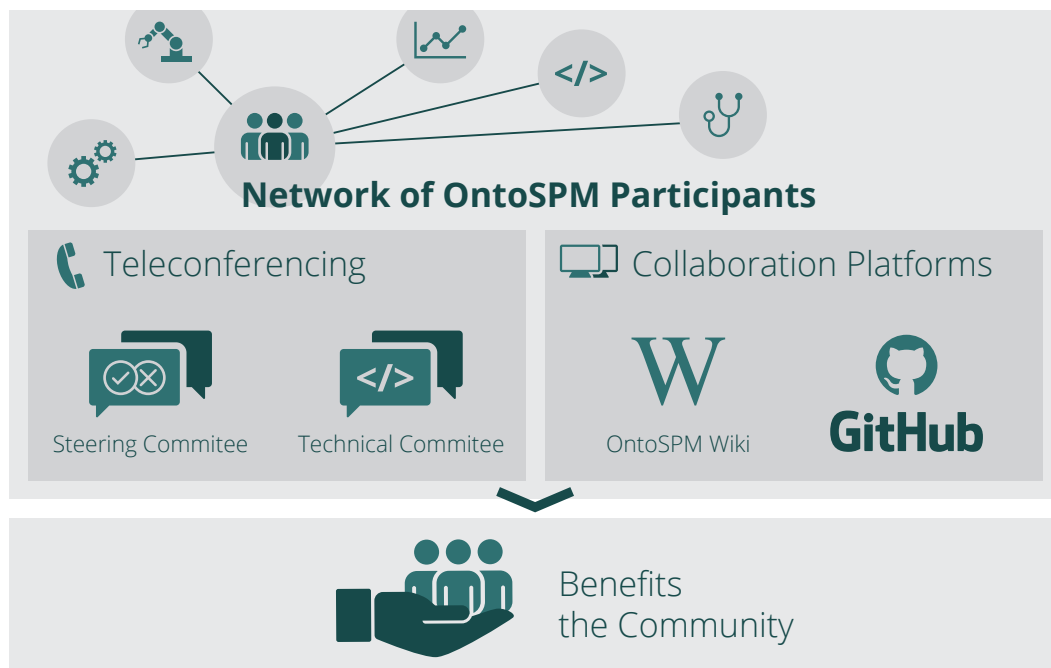 </>
Network of OntoSPM Participants
Teleconferencing
Collaboration Platforms
</>
W
Steering Commitee
Technical Commitee
OntoSPM Wiki
GitHub
Benefits
the Community